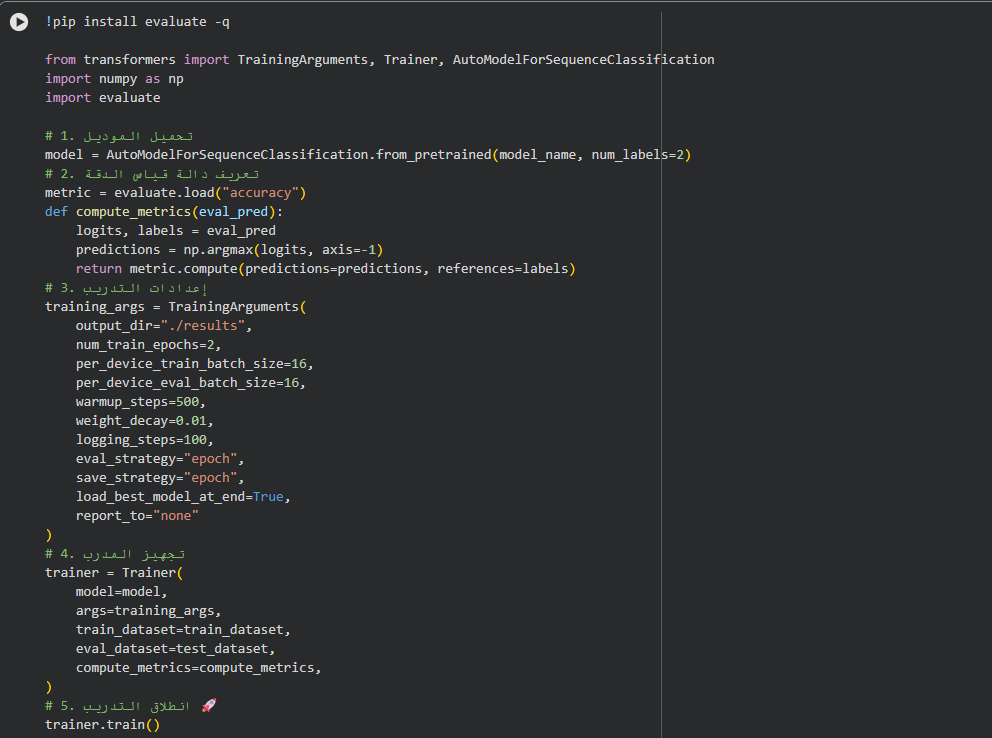 !pip install evaluate -q
from transformers import TrainingArguments, Trainer, AutoModelForSequenceClassification
import numpy as np
import evaluate
# 1. تحميل الموديل
model = AutoModelForSequenceClassification.from_pretrained(model_name, num_labels=2)
# 2. تعريف دالة قياس الدقة
metric = evaluate.load("accuracy")
def compute_metrics(eval_pred):
    logits, labels = eval_pred
    predictions = np.argmax(logits, axis=-1)
    return metric.compute(predictions=predictions, references=labels)
# 3. إعدادات التدريب
training_args = TrainingArguments(
    output_dir="./results",
    num_train_epochs=2,
    per_device_train_batch_size=16,
    per_device_eval_batch_size=16,
    warmup_steps=500,
    weight_decay=0.01,
    logging_steps=100,
    eval_strategy="epoch",
    save_strategy="epoch",
    load_best_model_at_end=True,
    report_to="none"
)
# 4. تجهيز المدرب
trainer = Trainer(
    model=model,
    args=training_args,
    train_dataset=train_dataset,
    eval_dataset=test_dataset,
    compute_metrics=compute_metrics,
)
# 5. انطلاق التدريب 🚀
trainer.train()